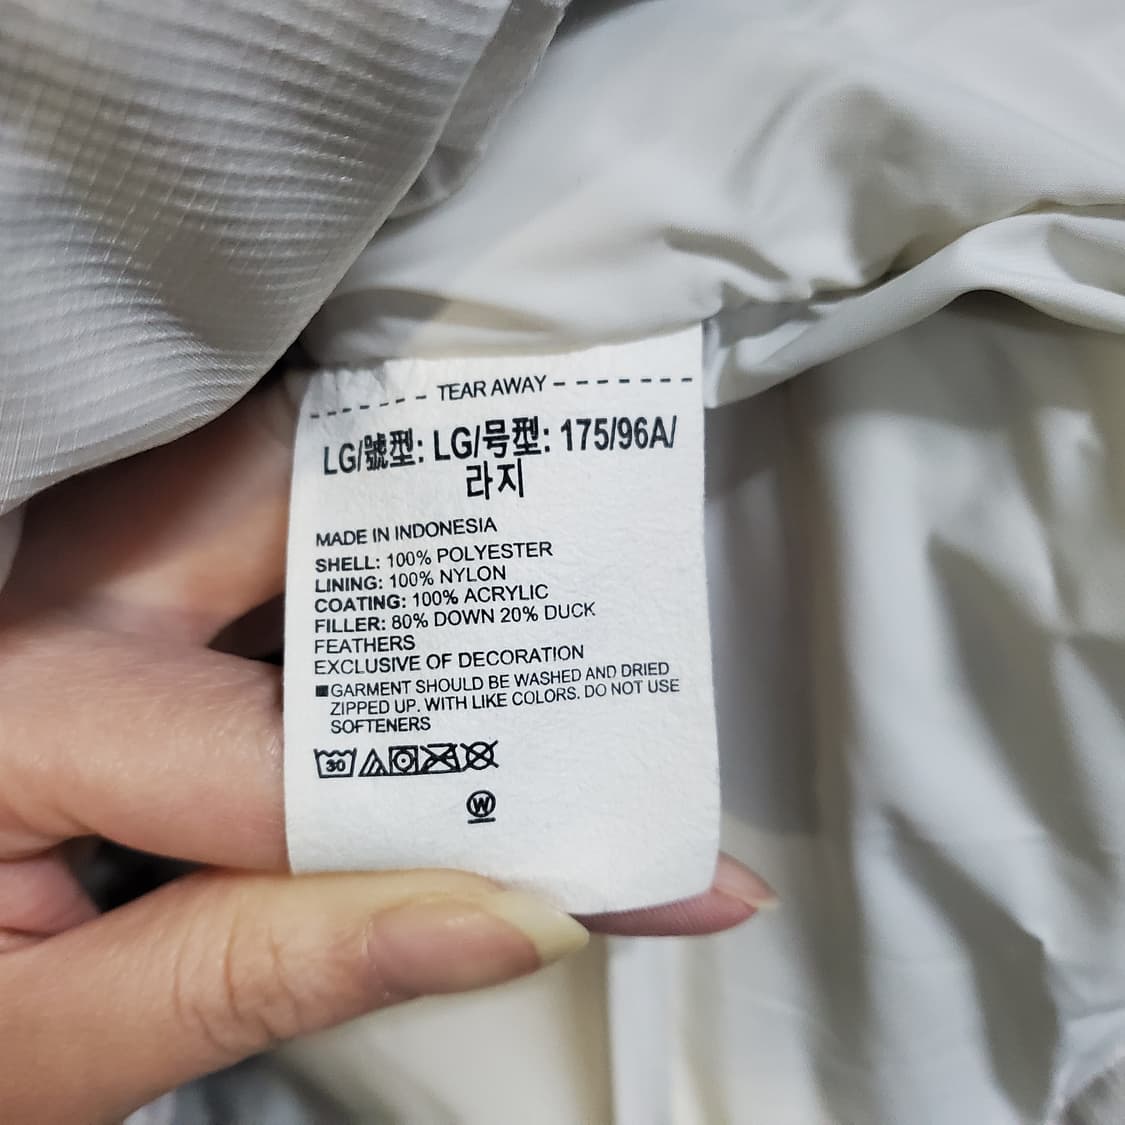 TEAR AWAY
LG/號型: LG/号型: 175/96A/
라지
MADE IN INDONESIA
SHELL: 100% POLYESTER
LINING: 100% NYLON
COATING: 100% ACRYLIC
FILLER: 80% DOWN 20% DUCK
FEATHERS
EXCLUSIVE OF DECORATION
■GARMENT SHOULD BE WASHED AND DRIED
ZIPPED UP. WITH LIKE COLORS. DO NOT USE
SOFTENERS
30
W